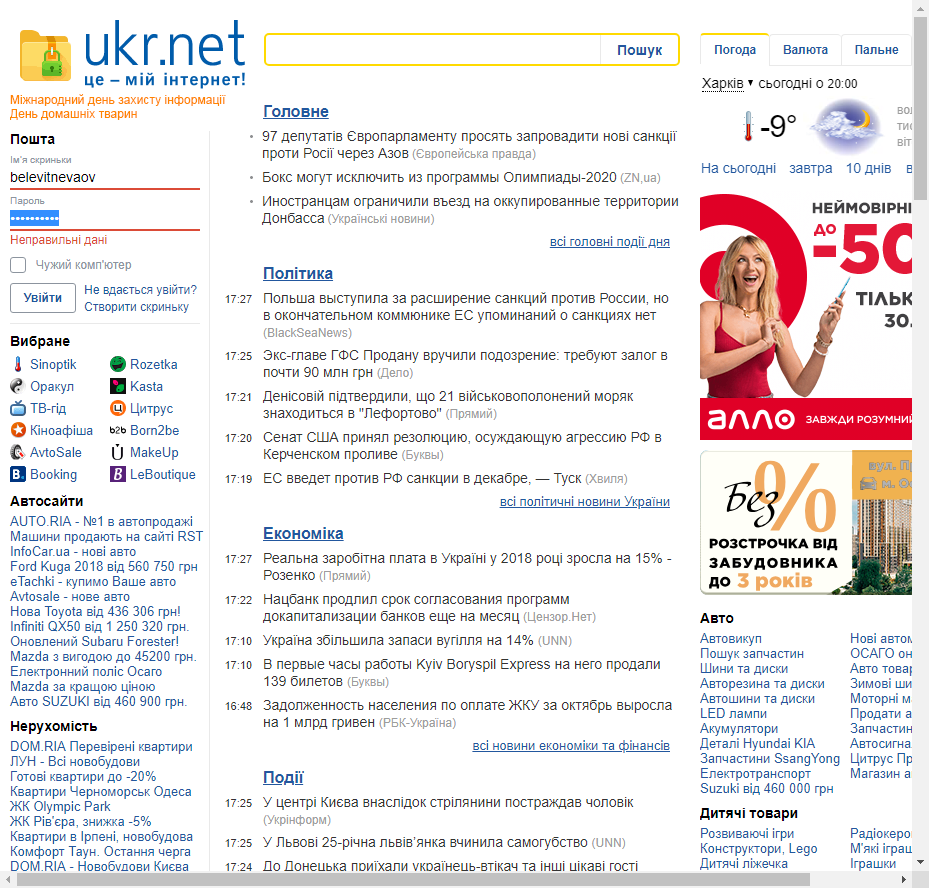 ukr.net
це – мій інтернет!
Міжнародний день захисту інформації
День домашніх тварин
Пошта
Ім'я скриньки
belevitnevaov
Пароль
Неправильні дані
Чужий комп'ютер
Увійти
Не вдається увійти?
Створити скриньку
Вибране
Sinoptik
Rozetka
Оракул
Kasta
ТВ-гід
Цитрус
Кіноафіша
b2b Born2be
AvtoSale
MakeUp
Booking
LeBoutique
Автосайти
AUTO.RIA - №1 в автопродажі
Машини продають на сайті RST
InfoCar.ua - нові авто
Ford Kuga 2018 від 560 750 грн
eTachki - купимо Ваше авто
Avtosale - нове авто
Нова Toyota від 436 306 грн!
Infiniti QX50 від 1 250 320 грн.
Оновлений Subaru Forester!
Mazda з вигодою до 45200 грн.
Електронний поліс Осаго
Mazda за кращою ціною
Авто SUZUKI від 460 900 грн.
Нерухомість
DOM.RIA Перевірені квартири
ЛУН - Всі новобудови
Готові квартири до -20%
Квартири Черноморськ Одеса
ЖК Olympic Park
ЖК Рів'єра, знижка -5%
Квартири в Ірпені, новобудова
Комфорт Таун. Остання черга
DOM.RIA - Новобудови Києва
Пошук
Головне
97 депутатів Європарламенту просять запровадити нові санкції
проти Росії через Азов (Європейська правда)
Бокс могут исключить из программы Олимпиады-2020 (ZN,ua)
Иностранцам ограничили въезд на оккупированные территории
Донбасса (Українські новини)
всі головні події дня
Політика
17:27 Польша выступила за расширение санкций против России, но
в окончательном коммюнике ЕС упоминаний о санкциях нет
(BlackSeaNews)
17:25 Экс-главе ГФС Продану вручили подозрение: требуют залог в
почти 90 млн грн (Дело)
17:21 Денісовій підтвердили, що 21 військовополонений моряк
знаходиться в "Лефортово" (Прямий)
17:20 Сенат США принял резолюцию, осуждающую агрессию РФ в
Керченском проливе (Буквы)
17:19 ЕС введет против РФ санкции в декабре, — Туск (Хвиля)
всі політичні новини України
Економіка
17:27 Реальна заробітна плата в Україні у 2018 році зросла на 15% -
Розенко (Прямий)
17:22 Нацбанк продлил срок согласования программ
докапитализации банков еще на месяц (Цензор.Нет)
17:10 Україна збільшила запаси вугілля на 14% (UNN)
17:10 В первые часы работы Kyiv Boryspil Express на него продали
139 билетов (Буквы)
16:48 Задолженность населения по оплате ЖКУ за октябрь выросла
на 1 млрд гривен (РБК-Україна)
всі новини економіки та фінансів
Події
17:25 У центрі Києва внаслідок стрілянини постраждав чоловік
(Укрінформ)
17:25 У Львові 25-річна львів'янка вчинила самогубство (UNN)
17:24 До Донецька приїхали українець-втікач та інші цікаві гості
Погода
Валюта
Пальне
Харків ▼ сьогодні о 20:00
-9°
вол
тис
віт
На сьогодні завтра 10 днів в
НЕЙМОВІРНІ
ДО
-50
ТІЛЬК
30.
АЛЛО ЗАВЖДИ РОЗУМНИЙ
Без %
вул. Пр
м. Ос
РОЗСТРОЧКА ВІД
ЗАБУДОВНИКА
ДО 3 років
Авто
Автовикуп
Нові автом
Пошук запчастин
ОСАГО он
Шини та диски
Авто товар
Авторезина та диски
Зимові ши
Автошини та диски
Моторні ма
LED лампи
Продати а
Акумулятори
Запчастин
Деталі Hyundai KIA
Автосигна
Запчастини SsangYong
Цитрус Пр
Електротранспорт
Магазин а
Suzuki від 460 000 грн
Дитячі товари
Розвиваючі ігри
Радіокеро
Конструктори, Lego
М'які іграш
Дитячі ліжечка
Іграшки